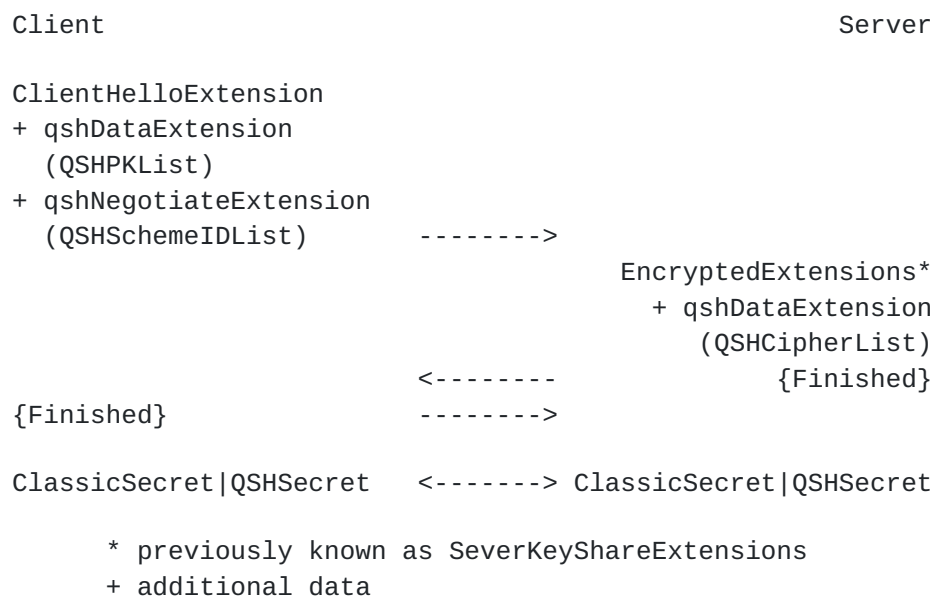 Client Server
ClientHelloExtension
+ qshDataExtension
(QSHPKList)
+ qshNegotiateExtension
(QSHSchemeIDList) -------->
EncryptedExtensions*
+ qshDataExtension
(QSHCipherList)
<-------- {Finished}
{Finished} -------->
ClassicSecret|QSHSecret <-------> ClassicSecret|QSHSecret
* previously known as SeverKeyShareExtensions
+ additional data